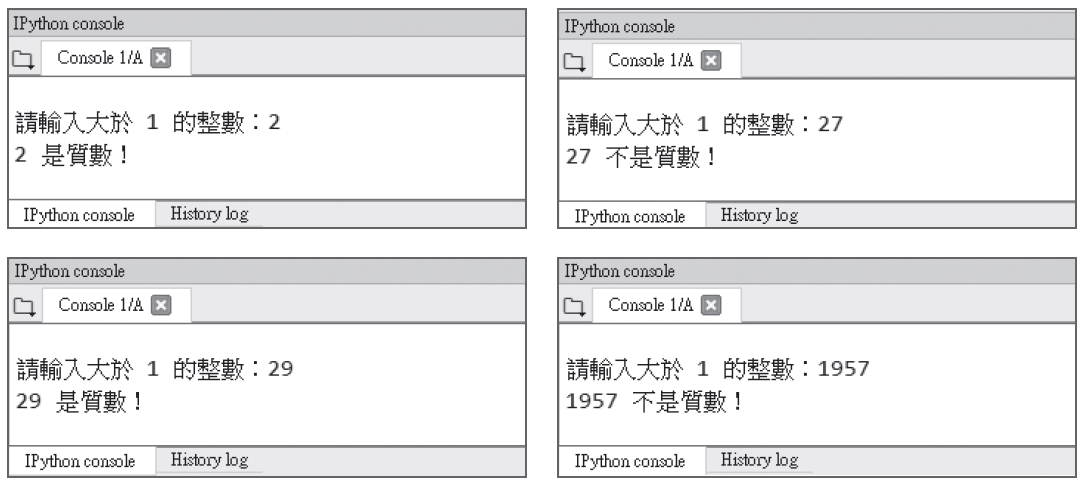 IPython console
Console 1/A
請輸入大於 1 的整數：2
2 是質數！
IPython console History log
IPython console
Console 1/A
請輸入大於 1 的整數：27
27 不是質數！
IPython console History log
IPython console
Console 1/A
請輸入大於 1 的整數：29
29 是質數！
IPython console History log
IPython console
Console 1/A
請輸入大於 1 的整數：1957
1957 不是質數！
IPython console History log